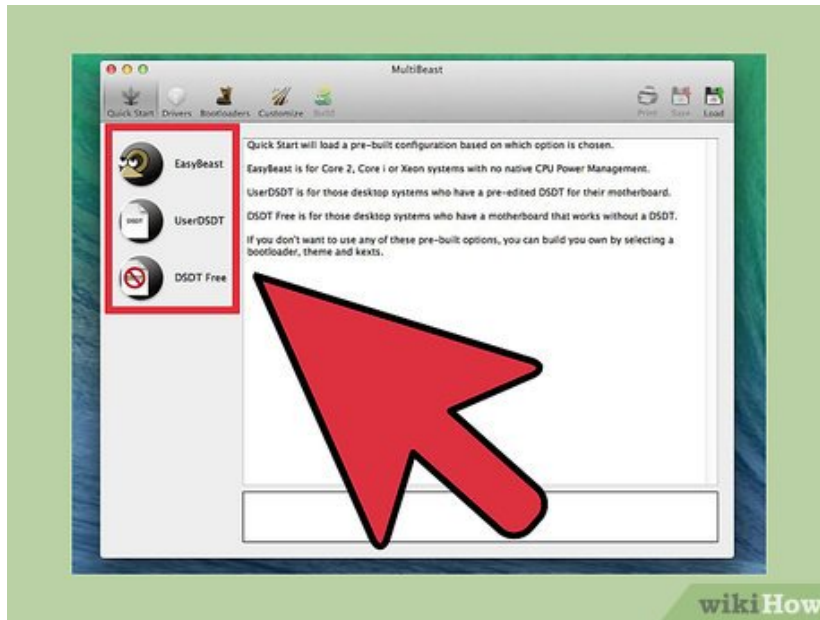 MultiBeast
Quick Start Drivers Bootloaders Customize Build Print Save Load
EasyBeast
UserDSDT
DSDT Free
Quick Start will load a pre-built configuration based on which option is chosen.
EasyBeast is for Core 2, Core i or Xeon systems with no native CPU Power Management.
UserDSDT is for those desktop systems who have a pre-edited DSDT for their motherboard.
DSDT Free is for those desktop systems who have a motherboard that works without a DSDT.
If you don't want to use any of these pre-built options, you can build you own by selecting a
bootloader, theme and kexts.
DSDT
wikiHow